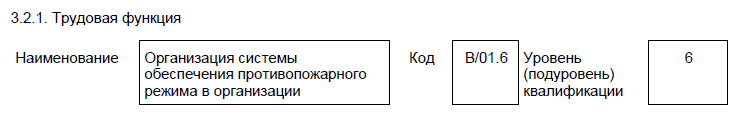 3.2.1. Трудовая функция
Наименование Организация системы обеспечения противопожарного режима в организации Код B/01.6 Уровень (подуровень) квалификации 6